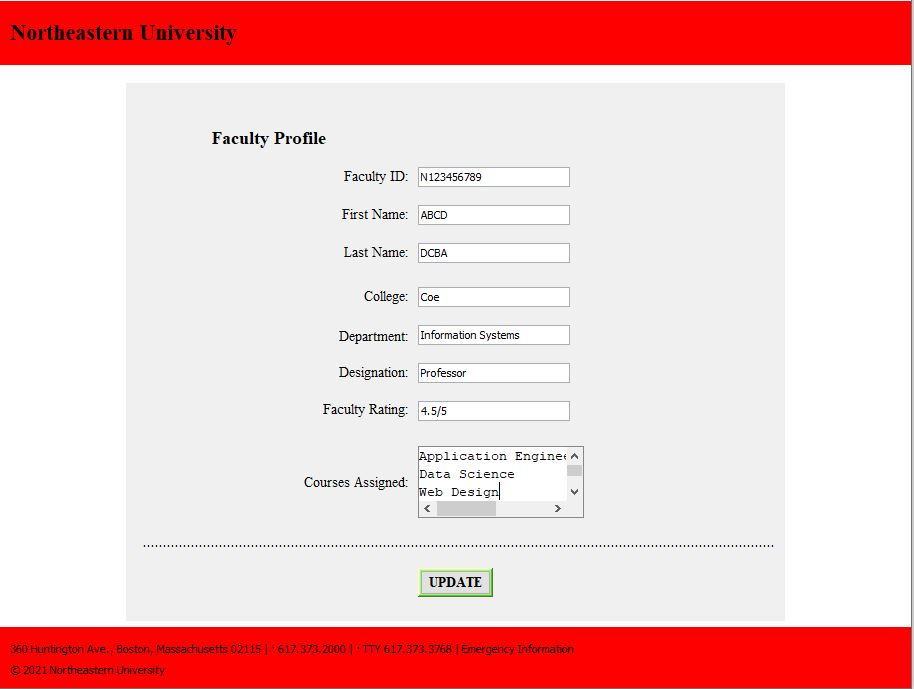 Northeastern University
Faculty Profile
Faculty ID: N123456789
First Name: ABCD
Last Name: DCBA
College: Coe
Department: Information Systems
Designation: Professor
Faculty Rating: 4.5/5
Courses Assigned:
Application Enginee
Data Science
Web Design
UPDATE
360 Huntington Ave., Boston, Massachusetts 02115 | · 617.373.2000 | · TTY 617.373.3768 | Emergency Information
© 2021 Northeastern University